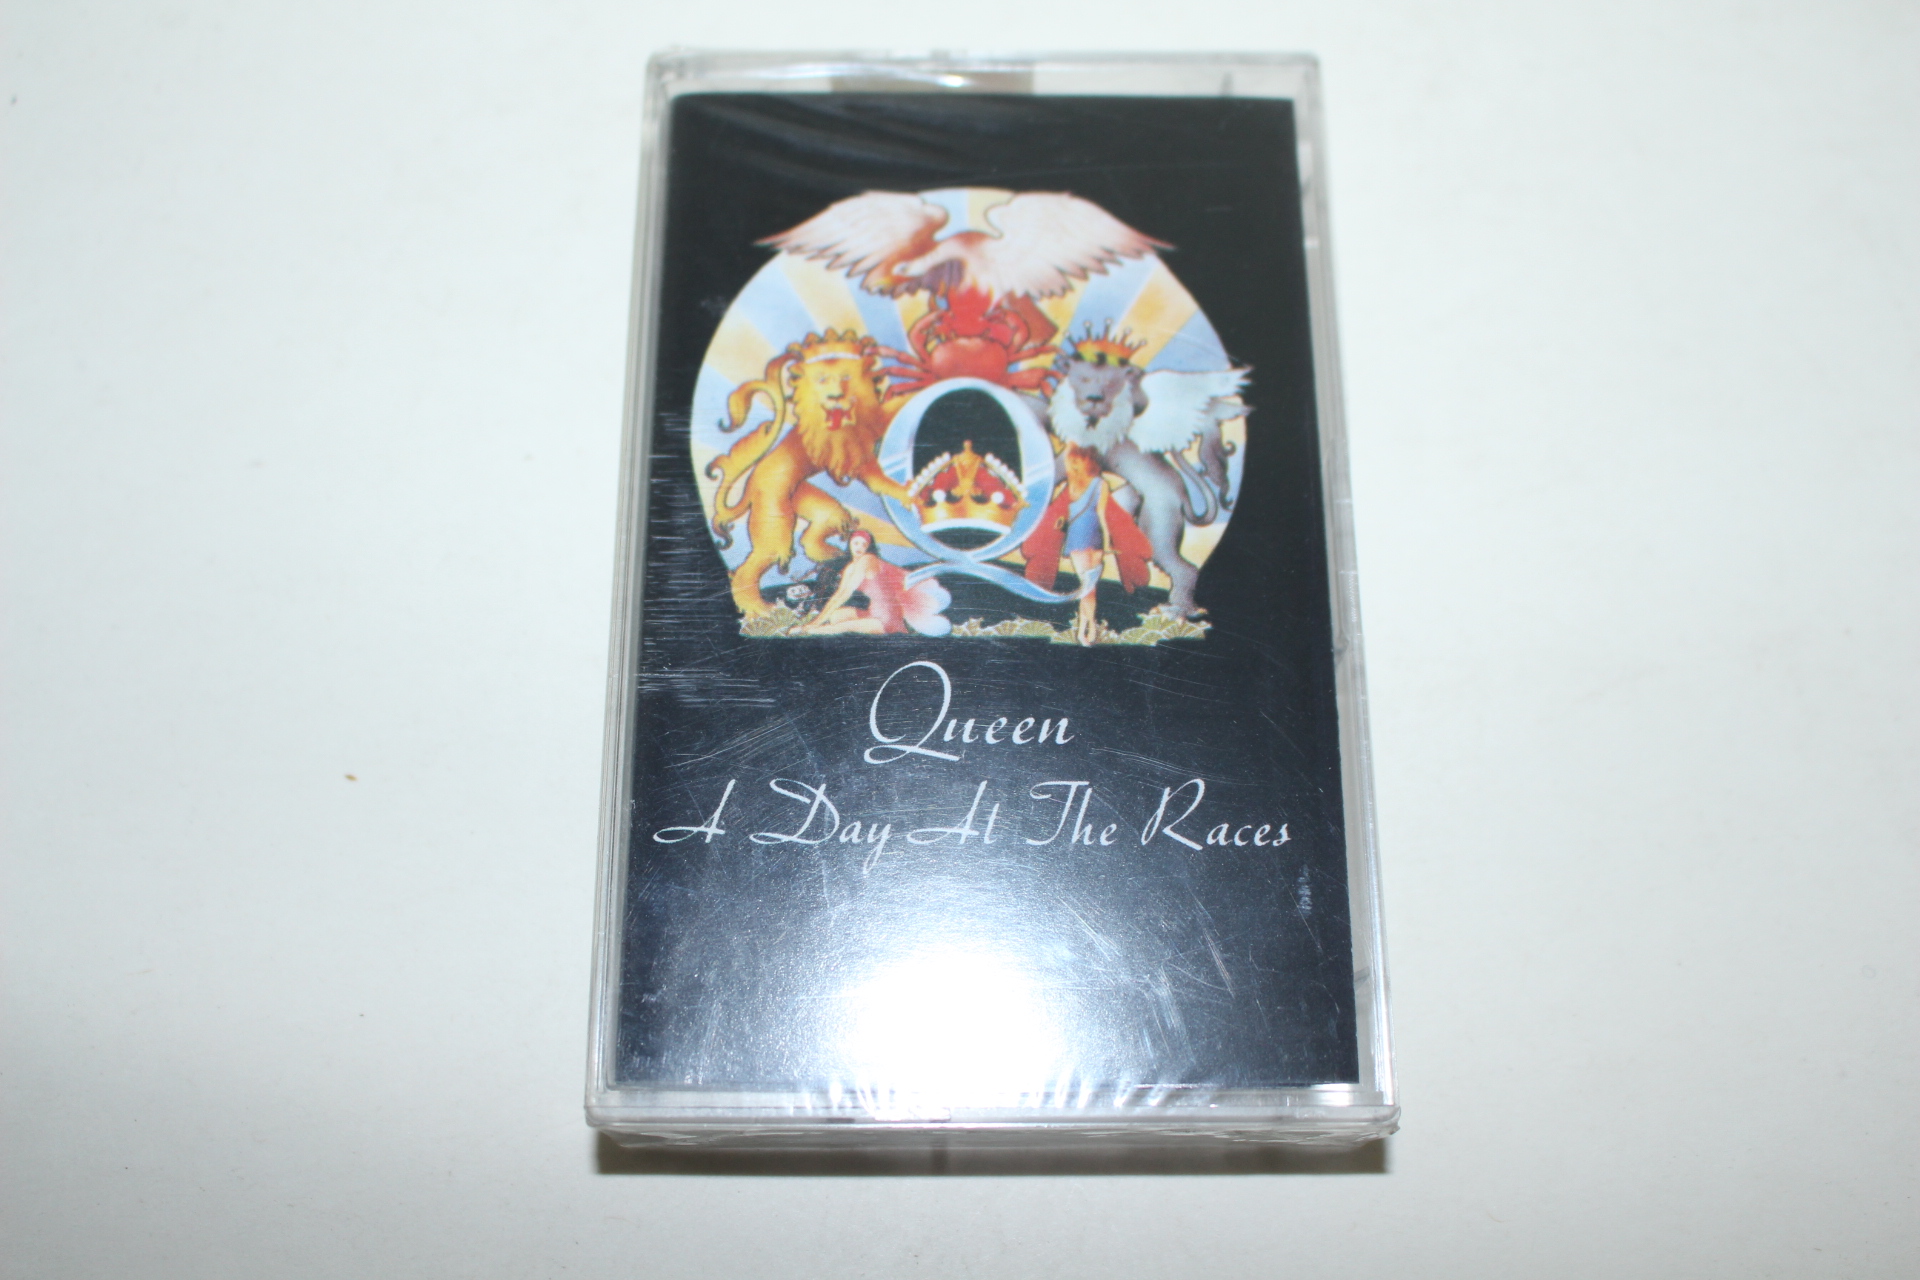 Queen
A Day At The Races